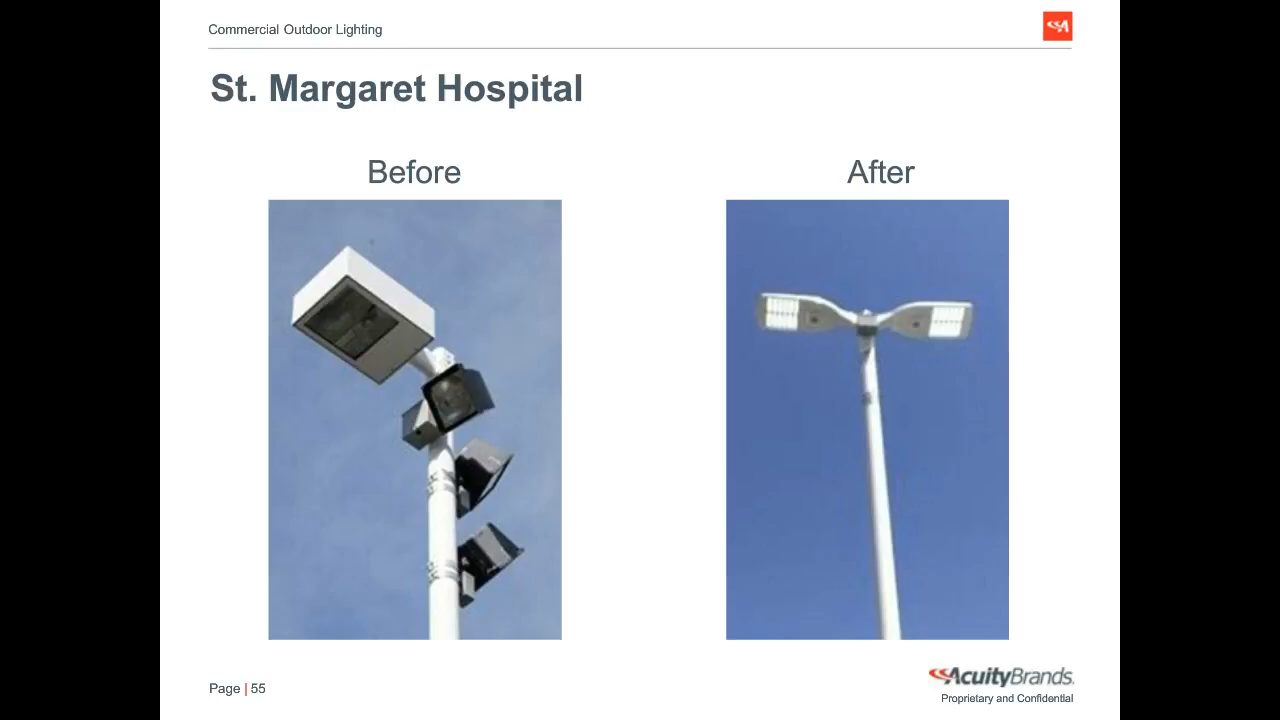 Commercial Outdoor Lighting
St. Margaret Hospital
Before
After
Page | 55
AcuityBrands.
Proprietary and Confidential